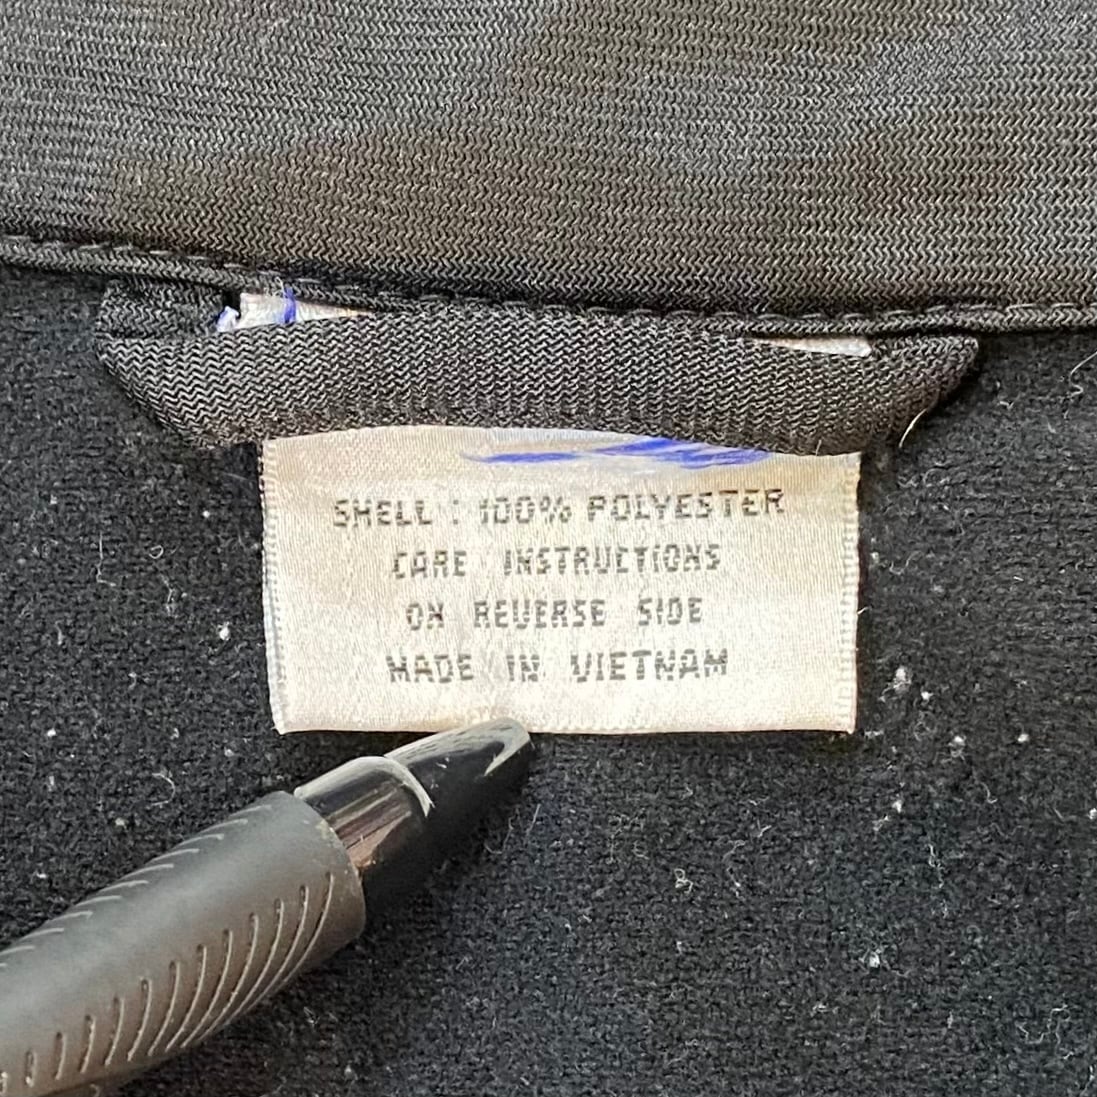 SHELL : 100% POLYESTER
CARE INSTRUCTIONS
ON REVERSE SIDE
MADE IN VIETNAM